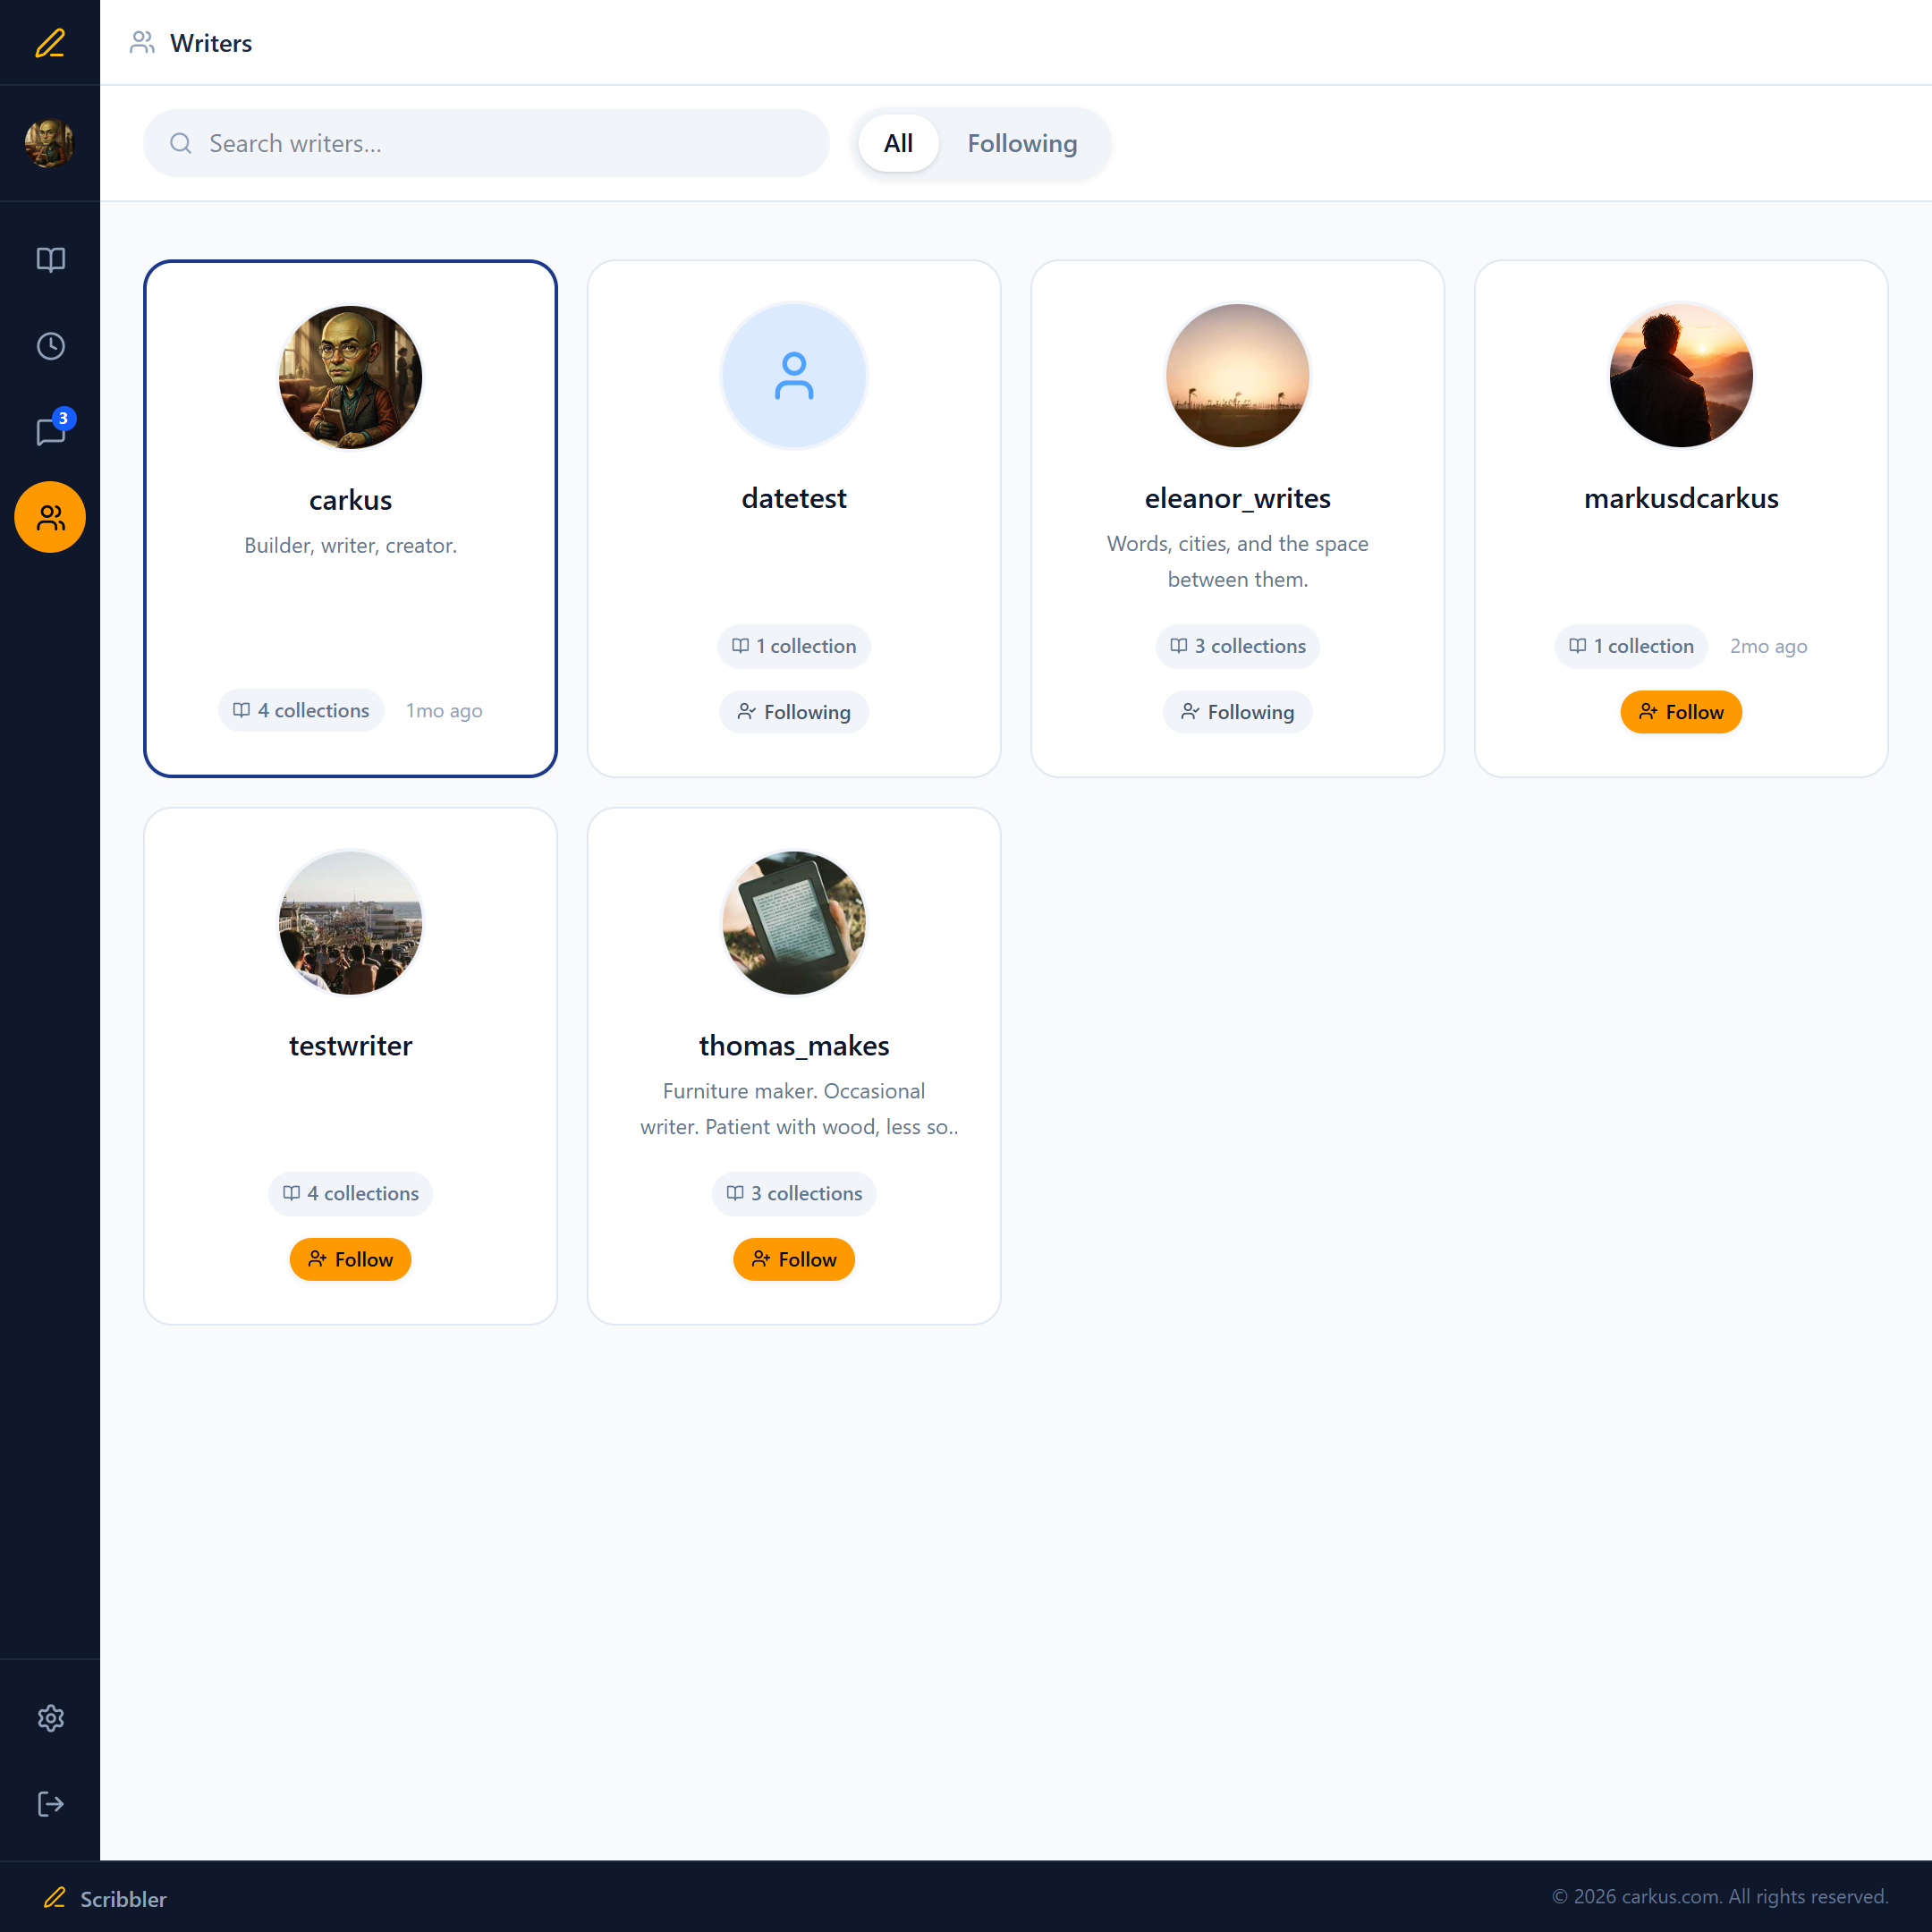 Writers
Search writers...
All
Following
3
carkus
Builder, writer, creator.
4 collections
1mo ago
datetest
1 collection
Following
eleanor_writes
Words, cities, and the space
between them.
3 collections
Following
markusdcarkus
1 collection
2mo ago
Follow
testwriter
4 collections
Follow
thomas_makes
Furniture maker. Occasional
writer. Patient with wood, less so..
3 collections
Follow
Scribbler
© 2026 carkus.com. All rights reserved.